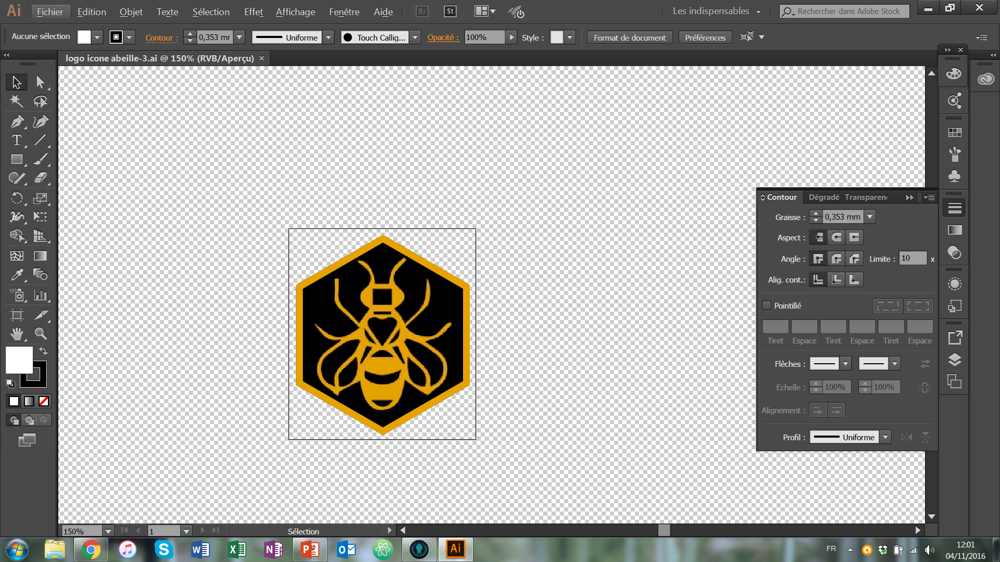 Ai Fichier Edition Objet Texte Sélection Effet Affichage Fenêtre Aide Br St Les indispensables Rechercher dans Adobe Stock
Aucune sélection Contour : 0,353 mr Uniforme Touch Callig... Opacité : 100% Style : Format de document Préférences
logo icone abeille-3.ai @ 150% (RVB/Aperçu) ×
T
Contour Dégradé Transparen
Graisse : 0,353 mm
Aspect :
Angle : Limite : 10 x
Alig. cont.:
Pointillé
Tiret Espace Tiret Espace Tiret Espace
Flèches :
Echelle : 100% 100%
Alignement :
Profil : Uniforme
150% 1 Sélection
FR 12:01
04/11/2016